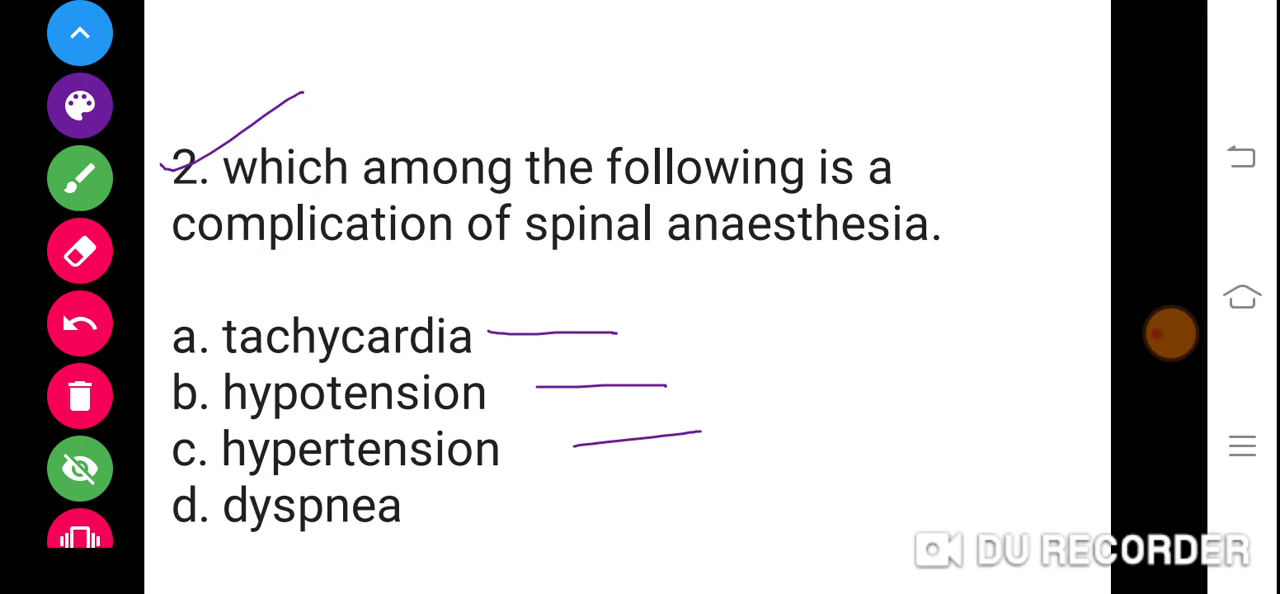 2. which among the following is a
complication of spinal anaesthesia.
a. tachycardia
b. hypotension
c. hypertension
d. dyspnea
DU RECORDER